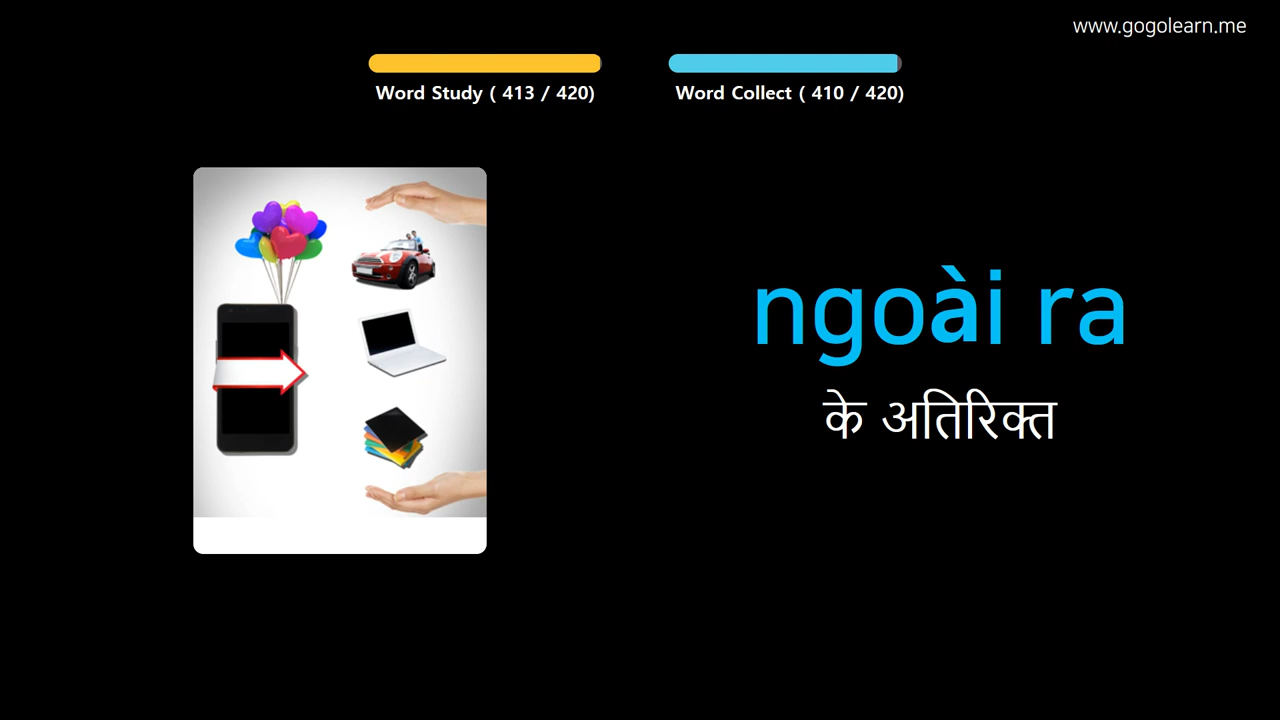 www.gogolearn.me
Word Study ( 413 / 420)
Word Collect ( 410 / 420)
ngoài ra
के अतिरिक्त